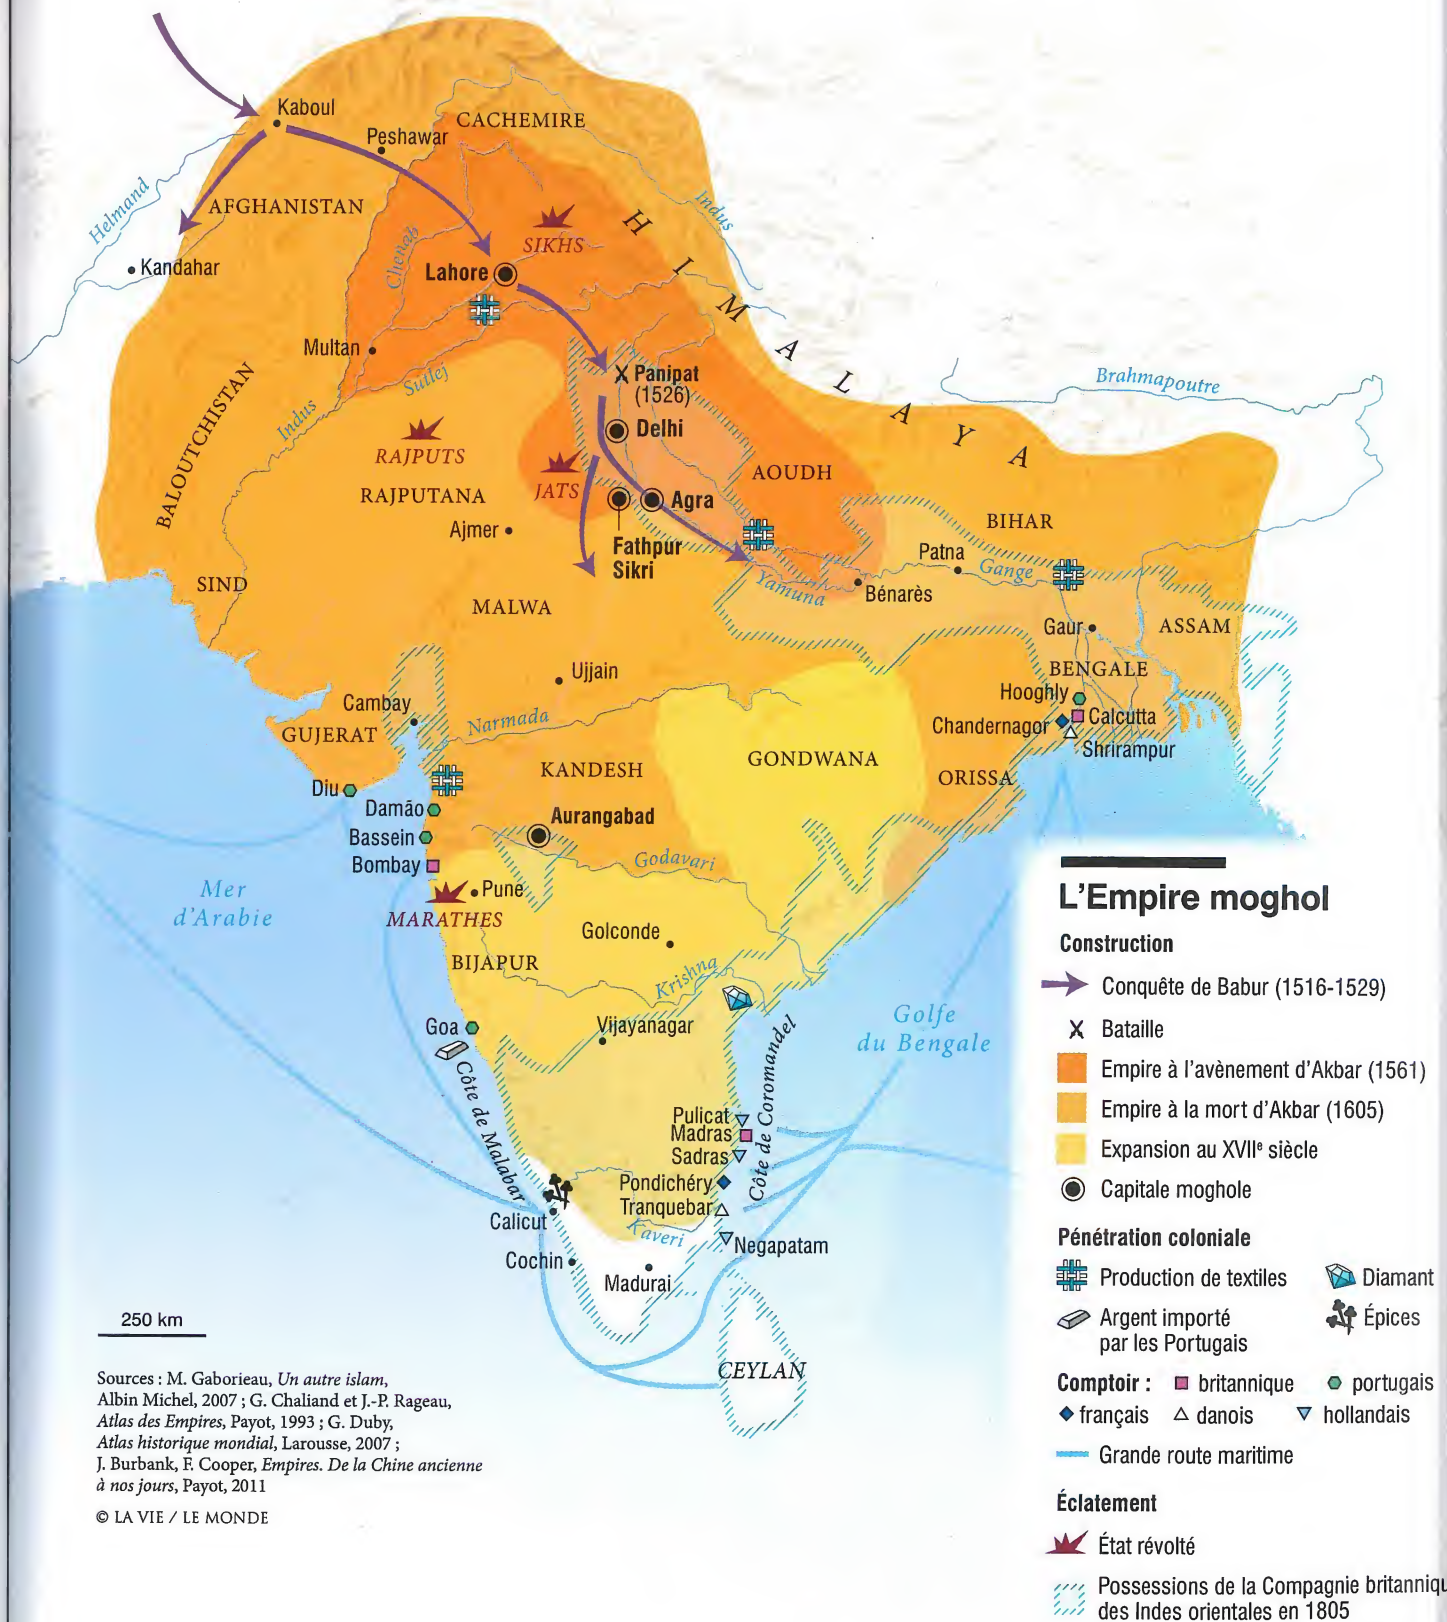 Kaboul
Peshawar
CACHEMIRE
Helmand
AFGHANISTAN
Indus
Kandahar
Chenab
SIKHS
HIMALAYA
Lahore
Multan
Sutlej
Panipat
(1526)
Brahmapoutre
BALOUTCHISTAN
Indus
RAJPUTS
Delhi
RAJPUTANA
JATS
AOUDH
Agra
Ajmer
Fathpur
Sikri
BIHAR
Patna
Gange
Yamuna
Bénarès
SIND
MALWA
Gaur
ASSAM
Ujjain
BENGALE
Hooghly
Cambay
Narmada
Calcutta
Chandernagor
GUJERAT
Shrirampur
KANDESH
GONDWANA
ORISSA
Diu
Damão
Aurangabad
Bassein
Bombay
Godavari
Mer
d'Arabie
Pune
MARATHES
Golconde
BIJAPUR
Krishna
Goa
Vijayanagar
Golfe
du Bengale
Côte de Malabar
Côte de Coromandel
Pulicat
Madras
Sadras
Pondichéry
Tranquebar
Calicut
Kaveri
Negapatam
Cochin
Madurai
CEYLAN
250 km
Sources : M. Gaborieau, Un autre islam,
Albin Michel, 2007 ; G. Chaliand et J.-P. Rageau,
Atlas des Empires, Payot, 1993 ; G. Duby,
Atlas historique mondial, Larousse, 2007 ;
J. Burbank, F. Cooper, Empires. De la Chine ancienne
à nos jours, Payot, 2011
© LA VIE / LE MONDE
L'Empire moghol
Construction
Conquête de Babur (1516-1529)
Bataille
Empire à l'avènement d'Akbar (1561)
Empire à la mort d'Akbar (1605)
Expansion au XVIIe siècle
Capitale moghole
Pénétration coloniale
Production de textiles
Diamant
Argent importé
par les Portugais
Épices
Comptoir : britannique portugais
français danois hollandais
Grande route maritime
Éclatement
État révolté
Possessions de la Compagnie britanniqu
des Indes orientales en 1805